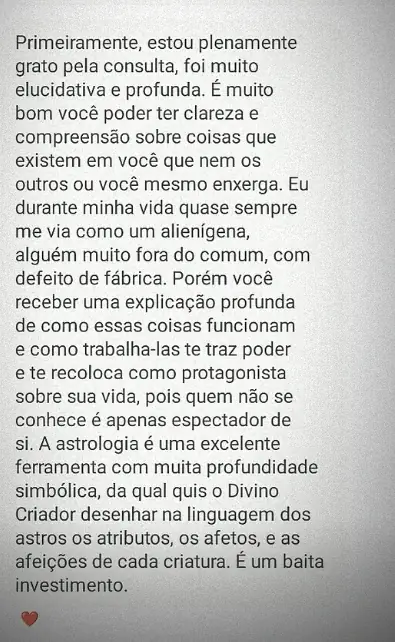 Primeiramente, estou plenamente
grato pela consulta, foi muito
elucidativa e profunda. É muito
bom você poder ter clareza e
compreensão sobre coisas que
existem em você que nem os
outros ou você mesmo enxerga. Eu
durante minha vida quase sempre
me via como um alienígena,
alguém muito fora do comum, com
defeito de fábrica. Porém você
receber uma explicação profunda
de como essas coisas funcionam
e como trabalha-las te traz poder
e te recoloca como protagonista
sobre sua vida, pois quem não se
conhece é apenas espectador de
si. A astrologia é uma excelente
ferramenta com muita profundidade
simbólica, da qual quis o Divino
Criador desenhar na linguagem dos
astros os atributos, os afetos, e as
afeições de cada criatura. É um baita
investimento.
❤️